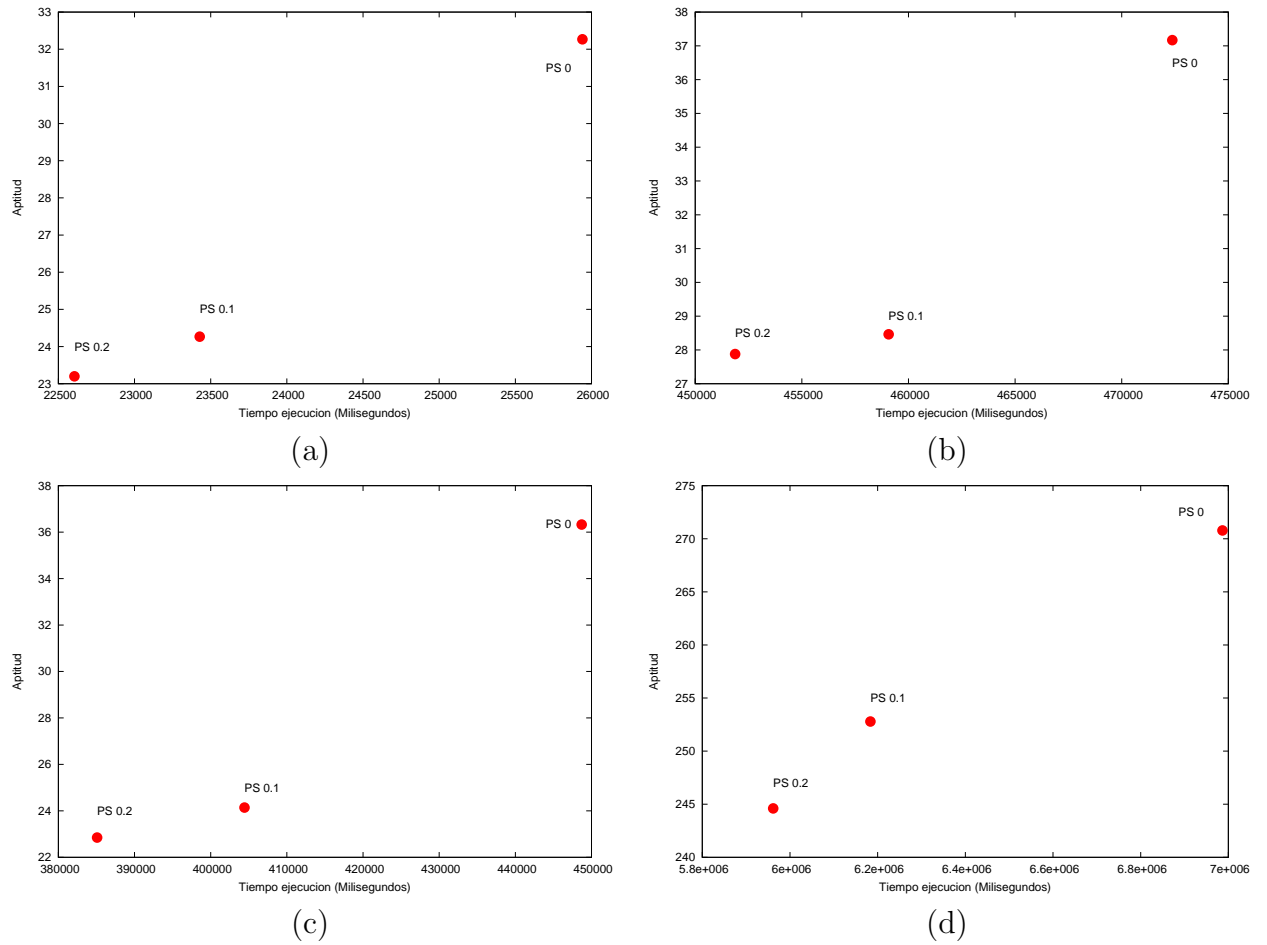 33
32
31
30
29
28
27
26
25
24
23
Aptitud
PS 0
PS 0.1
PS 0.2
22500 23000 23500 24000 24500 25000 25500 26000
Tiempo ejecucion (Milisegundos)
(a)
38
37
36
35
34
33
32
31
30
29
28
27
Aptitud
PS 0
PS 0.1
PS 0.2
450000 455000 460000 465000 470000 475000
Tiempo ejecucion (Milisegundos)
(b)
38
36
34
32
30
28
26
24
22
Aptitud
PS 0
PS 0.1
PS 0.2
380000 390000 400000 410000 420000 430000 440000 450000
Tiempo ejecucion (Milisegundos)
(c)
275
270
265
260
255
250
245
240
Aptitud
PS 0
PS 0.1
PS 0.2
5.8e+006 6e+006 6.2e+006 6.4e+006 6.6e+006 6.8e+006 7e+006
Tiempo ejecucion (Milisegundos)
(d)